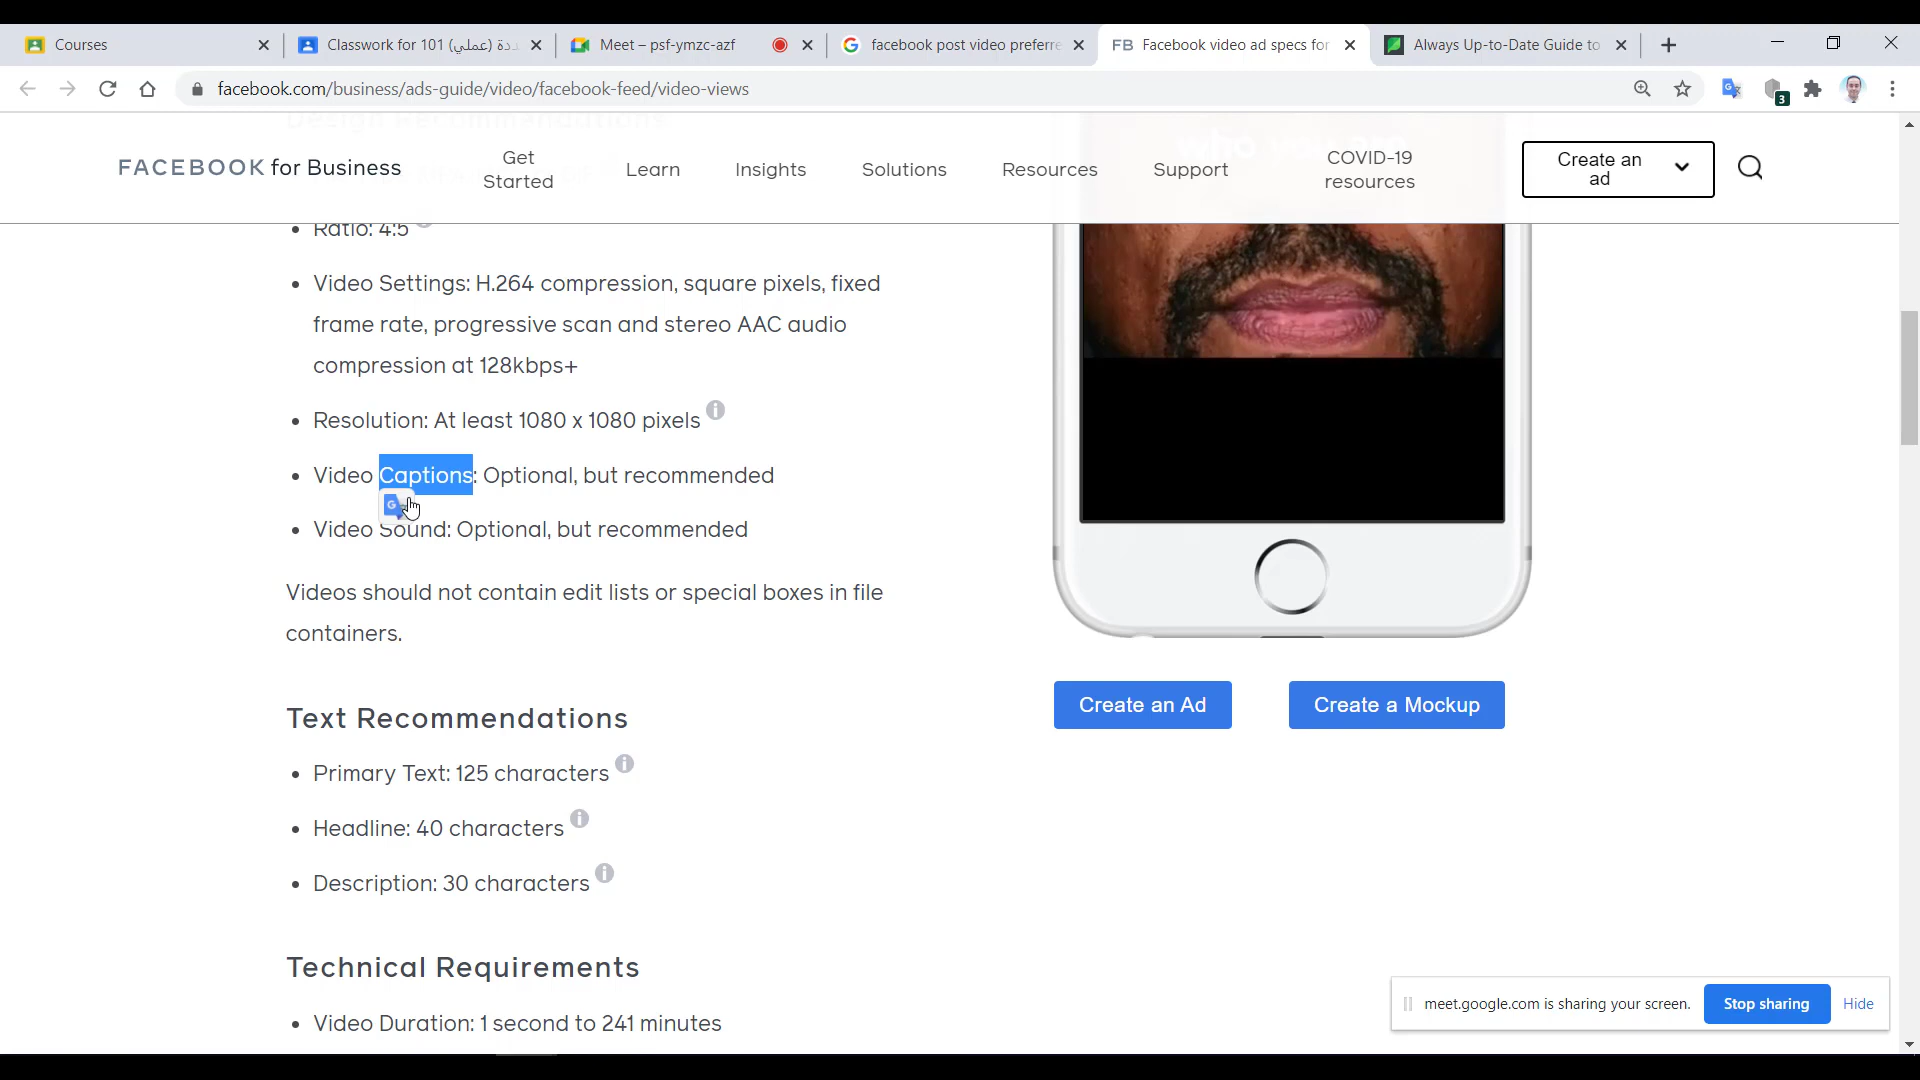 Courses
Classwork for 101 (عملي)
Meet – psf-ymzc-azf
facebook post video preferre
FB Facebook video ad specs for
Always Up-to-Date Guide to
facebook.com/business/ads-guide/video/facebook-feed/video-views
3
Design Recommendations
who you are
FACEBOOK for Business
Get
Started
Learn
Insights
Solutions
Resources
Support
COVID-19
resources
Create an
ad
Ratio: 4:5
Video Settings: H.264 compression, square pixels, fixed
frame rate, progressive scan and stereo AAC audio
compression at 128kbps+
Resolution: At least 1080 x 1080 pixels
Video Captions: Optional, but recommended
Video Sound: Optional, but recommended
Videos should not contain edit lists or special boxes in file
containers.
Create an Ad
Create a Mockup
Text Recommendations
Primary Text: 125 characters
Headline: 40 characters
Description: 30 characters
Technical Requirements
Video Duration: 1 second to 241 minutes
meet.google.com is sharing your screen.
Stop sharing
Hide